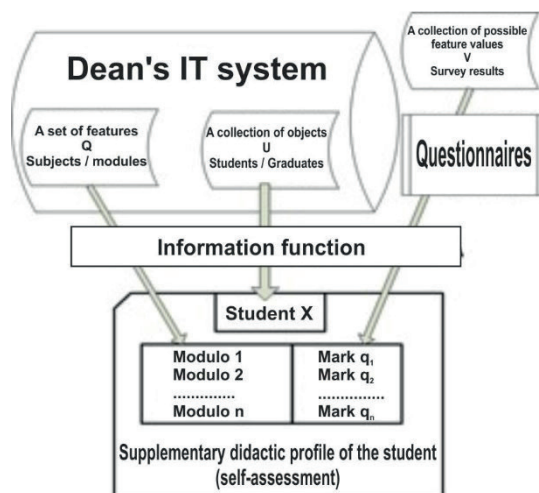 Dean's IT system
A collection of possible
feature values
V
Survey results
A set of features
Q
Subjects / modules
A collection of objects
U
Students / Graduates
Questionnaires
Information function
Student X
Modulo 1
Modulo 2
..............
Modulo n
Mark q₁
Mark q₂
...............
Mark qₙ
Supplementary didactic profile of the student
(self-assessment)